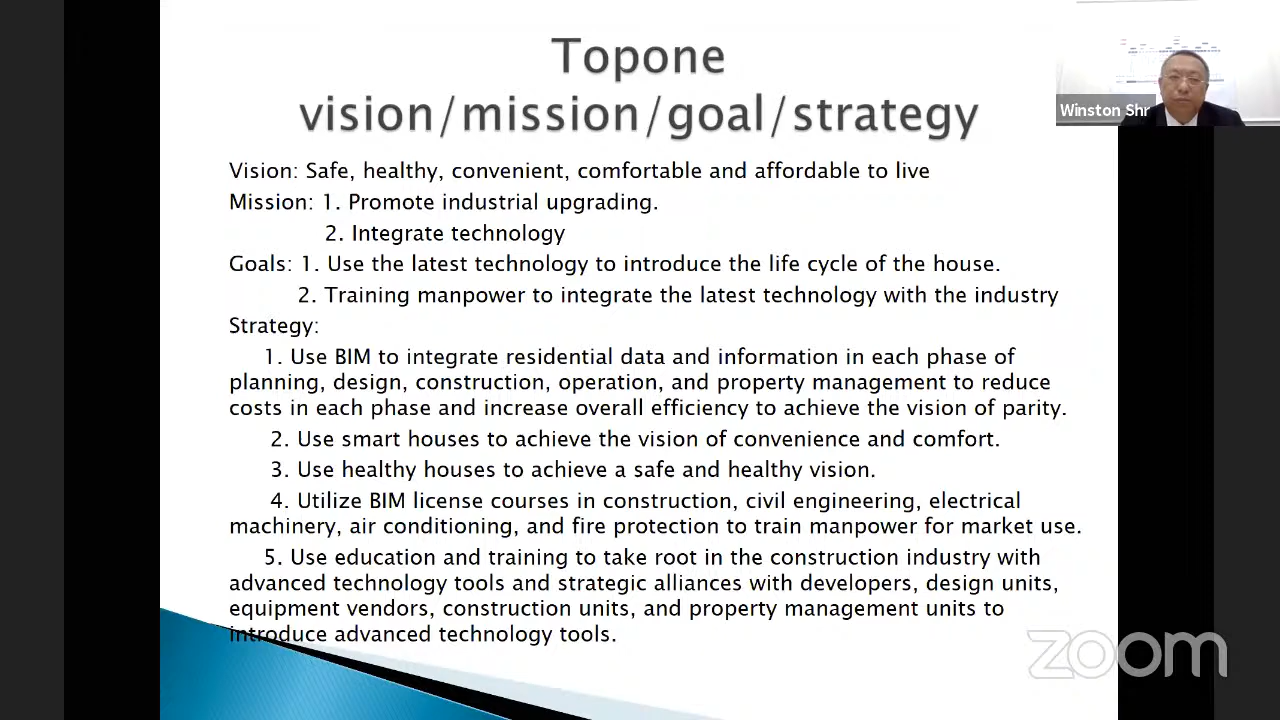 Topone
vision/mission/goal/strategy
Winston Shr
Vision: Safe, healthy, convenient, comfortable and affordable to live
Mission: 1. Promote industrial upgrading.
2. Integrate technology
Goals: 1. Use the latest technology to introduce the life cycle of the house.
2. Training manpower to integrate the latest technology with the industry
Strategy:
1. Use BIM to integrate residential data and information in each phase of
planning, design, construction, operation, and property management to reduce
costs in each phase and increase overall efficiency to achieve the vision of parity.
2. Use smart houses to achieve the vision of convenience and comfort.
3. Use healthy houses to achieve a safe and healthy vision.
4. Utilize BIM license courses in construction, civil engineering, electrical
machinery, air conditioning, and fire protection to train manpower for market use.
5. Use education and training to take root in the construction industry with
advanced technology tools and strategic alliances with developers, design units,
equipment vendors, construction units, and property management units to
introduce advanced technology tools.
zoom